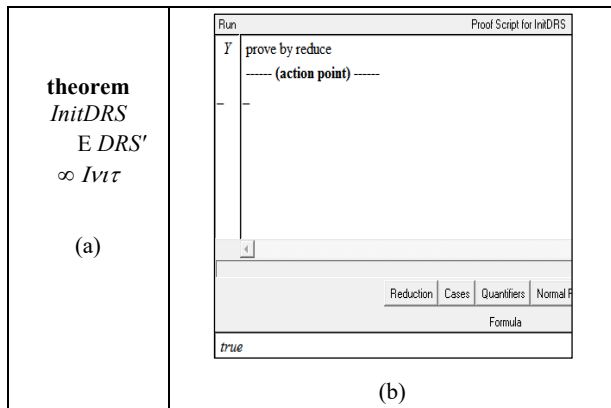 theorem
InitDRS
E DRS'
∞ Ινιτ
(a)
Run Proof Script for InitDRS
Y prove by reduce
------ (action point) ------
– –
Reduction Cases Quantifiers Normal F
Formula
true
(b)